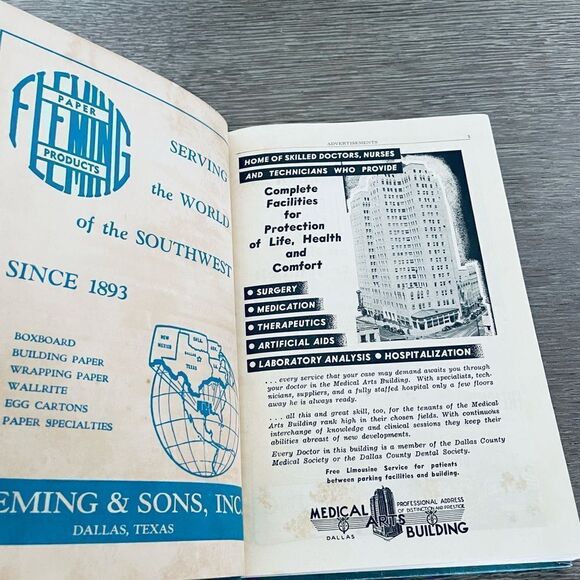 FLEMING
PAPER
PRODUCTS
SERVING
the WORLD
of the SOUTHWEST
SINCE 1893
BOXBOARD
BUILDING PAPER
WRAPPING PAPER
WALLRITE
EGG CARTONS
PAPER SPECIALTIES
NEW MEXICO
OKLA.
ARK.
DALLAS
TEXAS
LA.
EMING & SONS, INC.
DALLAS, TEXAS
ADVERTISEMENTS
HOME OF SKILLED DOCTORS, NURSES
AND TECHNICIANS WHO PROVIDE
Complete
Facilities
for
Protection
of Life, Health
and
Comfort
• SURGERY
• MEDICATION
• THERAPEUTICS
• ARTIFICIAL AIDS
• LABORATORY ANALYSIS • HOSPITALIZATION
. . . every service that your case may demand awaits you through
your doctor in the Medical Arts Building. With specialists, tech-
nicians, suppliers, and a fully staffed hospital only a few floors
away he is always ready.
. . . all this and great skill, too, for the tenants of the Medical
Arts Building rank high in their chosen fields. With continuous
interchange of knowledge and clinical sessions they keep their
abilities abreast of new developments.
Every Doctor in this building is a member of the Dallas County
Medical Society or the Dallas County Dental Society.
Free Limousine Service for patients
between parking facilities and building.
PROFESSIONAL ADDRESS
OF DISTINCTION AND PRESTIGE
MEDICAL ARTS BUILDING
DALLAS